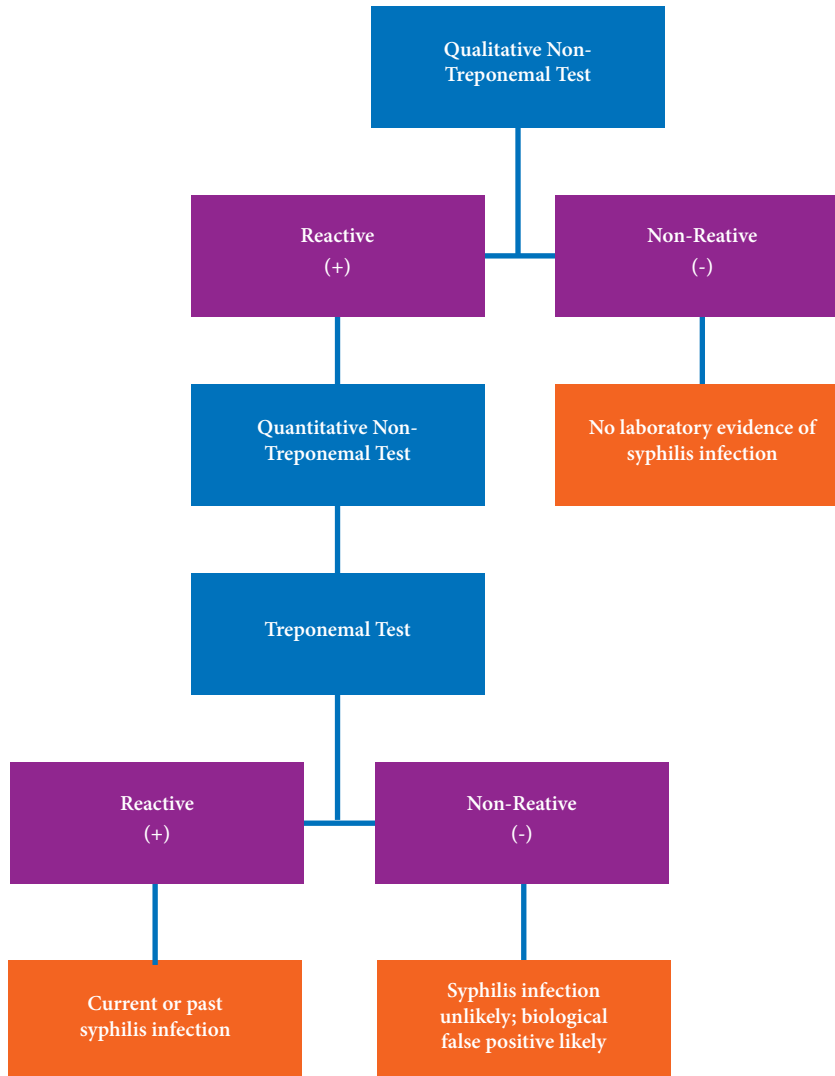 Qualitative Non-
Treponemal Test
Reactive
(+)
Non-Reative
(-)
Quantitative Non-
Treponemal Test
No laboratory evidence of
syphilis infection
Treponemal Test
Reactive
(+)
Non-Reative
(-)
Current or past
syphilis infection
Syphilis infection
unlikely; biological
false positive likely